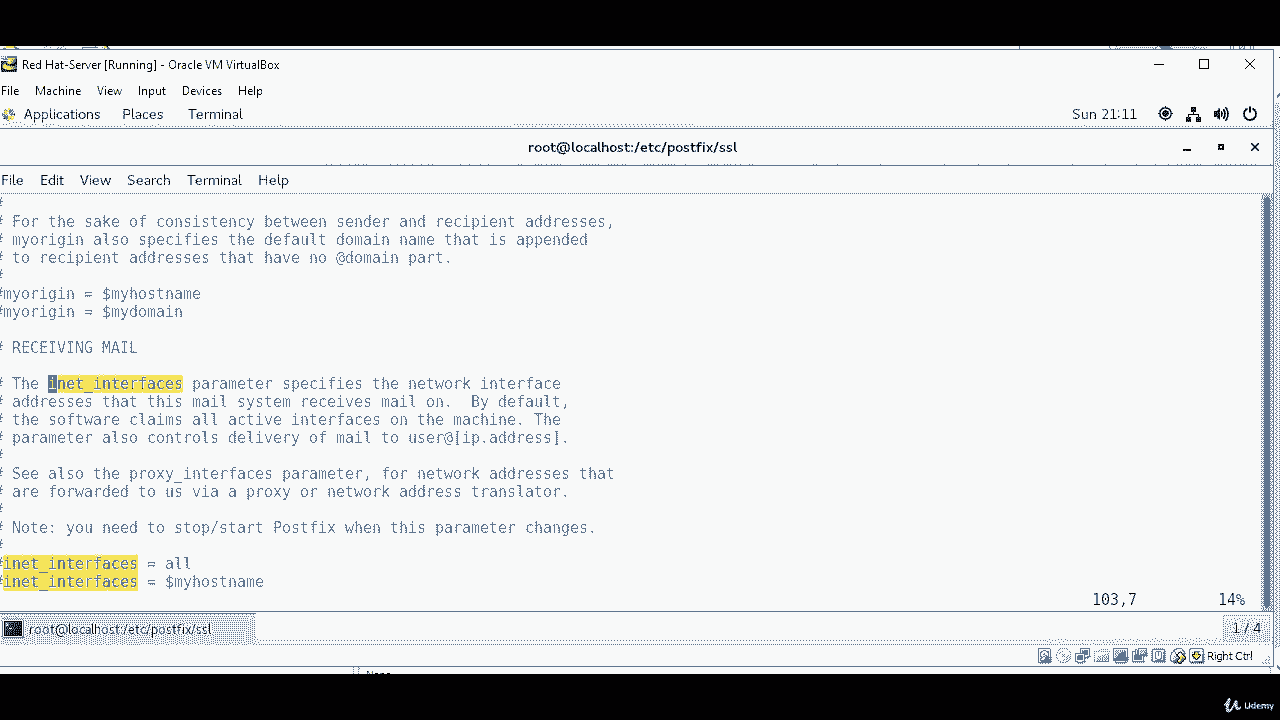 Red Hat-Server [Running] - Oracle VM VirtualBox
File Machine View Input Devices Help
Applications Places Terminal Sun 21:11
root@localhost:/etc/postfix/ssl
File Edit View Search Terminal Help
#
# For the sake of consistency between sender and recipient addresses,
# myorigin also specifies the default domain name that is appended
# to recipient addresses that have no @domain part.
#
#myorigin = $myhostname
#myorigin = $mydomain
# RECEIVING MAIL
# The inet_interfaces parameter specifies the network interface
# addresses that this mail system receives mail on.  By default,
# the software claims all active interfaces on the machine. The
# parameter also controls delivery of mail to user@[ip.address].
#
# See also the proxy_interfaces parameter, for network addresses that
# are forwarded to us via a proxy or network address translator.
#
# Note: you need to stop/start Postfix when this parameter changes.
#
#inet_interfaces = all
#inet_interfaces = $myhostname
103,7 14%
root@localhost:/etc/postfix/ssl 1 / 4
Right Ctrl
Udemy